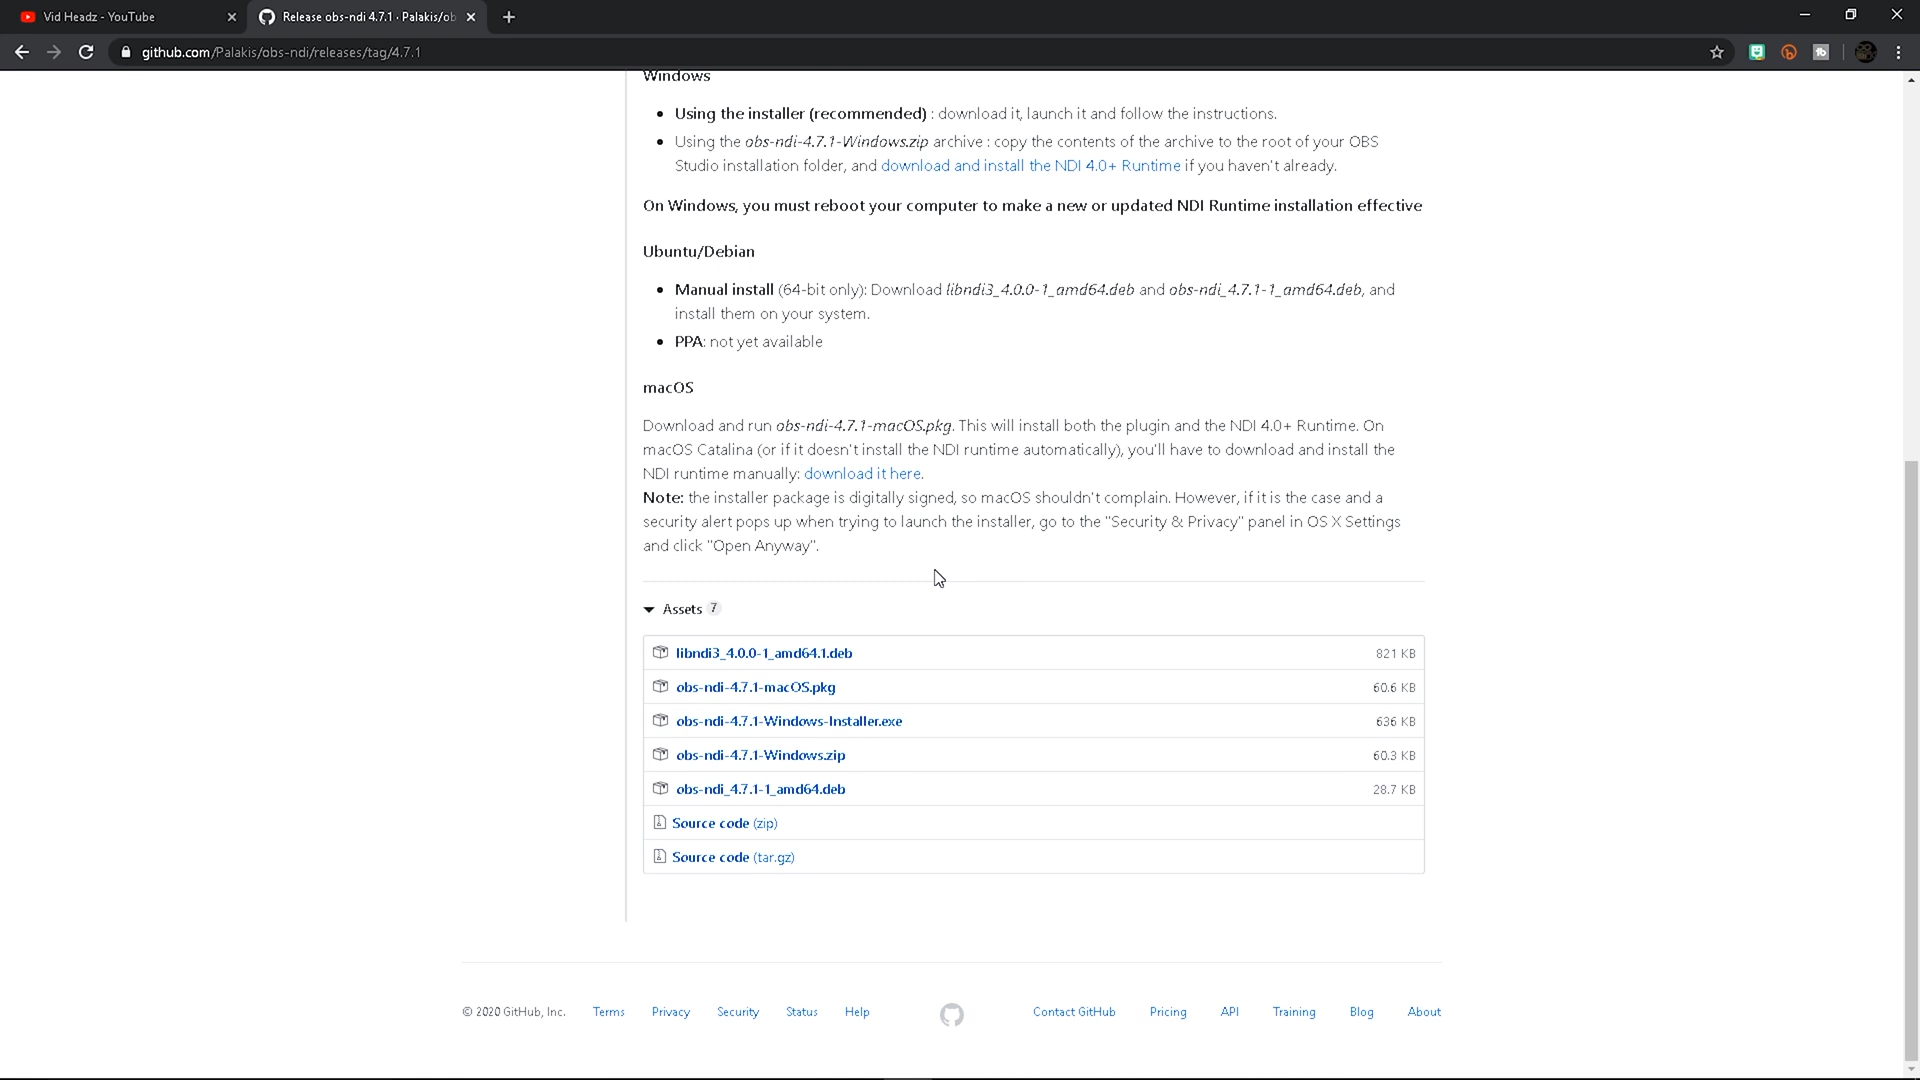 Vid Headz - YouTube
Release obs-ndi 4.7.1 · Palakis/ob
github.com/Palakis/obs-ndi/releases/tag/4.7.1
Windows
Using the installer (recommended) : download it, launch it and follow the instructions.
Using the obs-ndi-4.7.1-Windows.zip archive : copy the contents of the archive to the root of your OBS
Studio installation folder, and download and install the NDI 4.0+ Runtime if you haven't already.
On Windows, you must reboot your computer to make a new or updated NDI Runtime installation effective
Ubuntu/Debian
Manual install (64-bit only): Download libndi3_4.0.0-1_amd64.deb and obs-ndi_4.7.1-1_amd64.deb, and
install them on your system.
PPA: not yet available
macOS
Download and run obs-ndi-4.7.1-macOS.pkg. This will install both the plugin and the NDI 4.0+ Runtime. On
macOS Catalina (or if it doesn't install the NDI runtime automatically), you'll have to download and install the
NDI runtime manually: download it here.
Note: the installer package is digitally signed, so macOS shouldn't complain. However, if it is the case and a
security alert pops up when trying to launch the installer, go to the "Security & Privacy" panel in OS X Settings
and click "Open Anyway".
Assets 7
libndi3_4.0.0-1_amd64.1.deb 821 KB
obs-ndi-4.7.1-macOS.pkg 60.6 KB
obs-ndi-4.7.1-Windows-Installer.exe 636 KB
obs-ndi-4.7.1-Windows.zip 60.3 KB
obs-ndi_4.7.1-1_amd64.deb 28.7 KB
Source code (zip)
Source code (tar.gz)
© 2020 GitHub, Inc. Terms Privacy Security Status Help Contact GitHub Pricing API Training Blog About